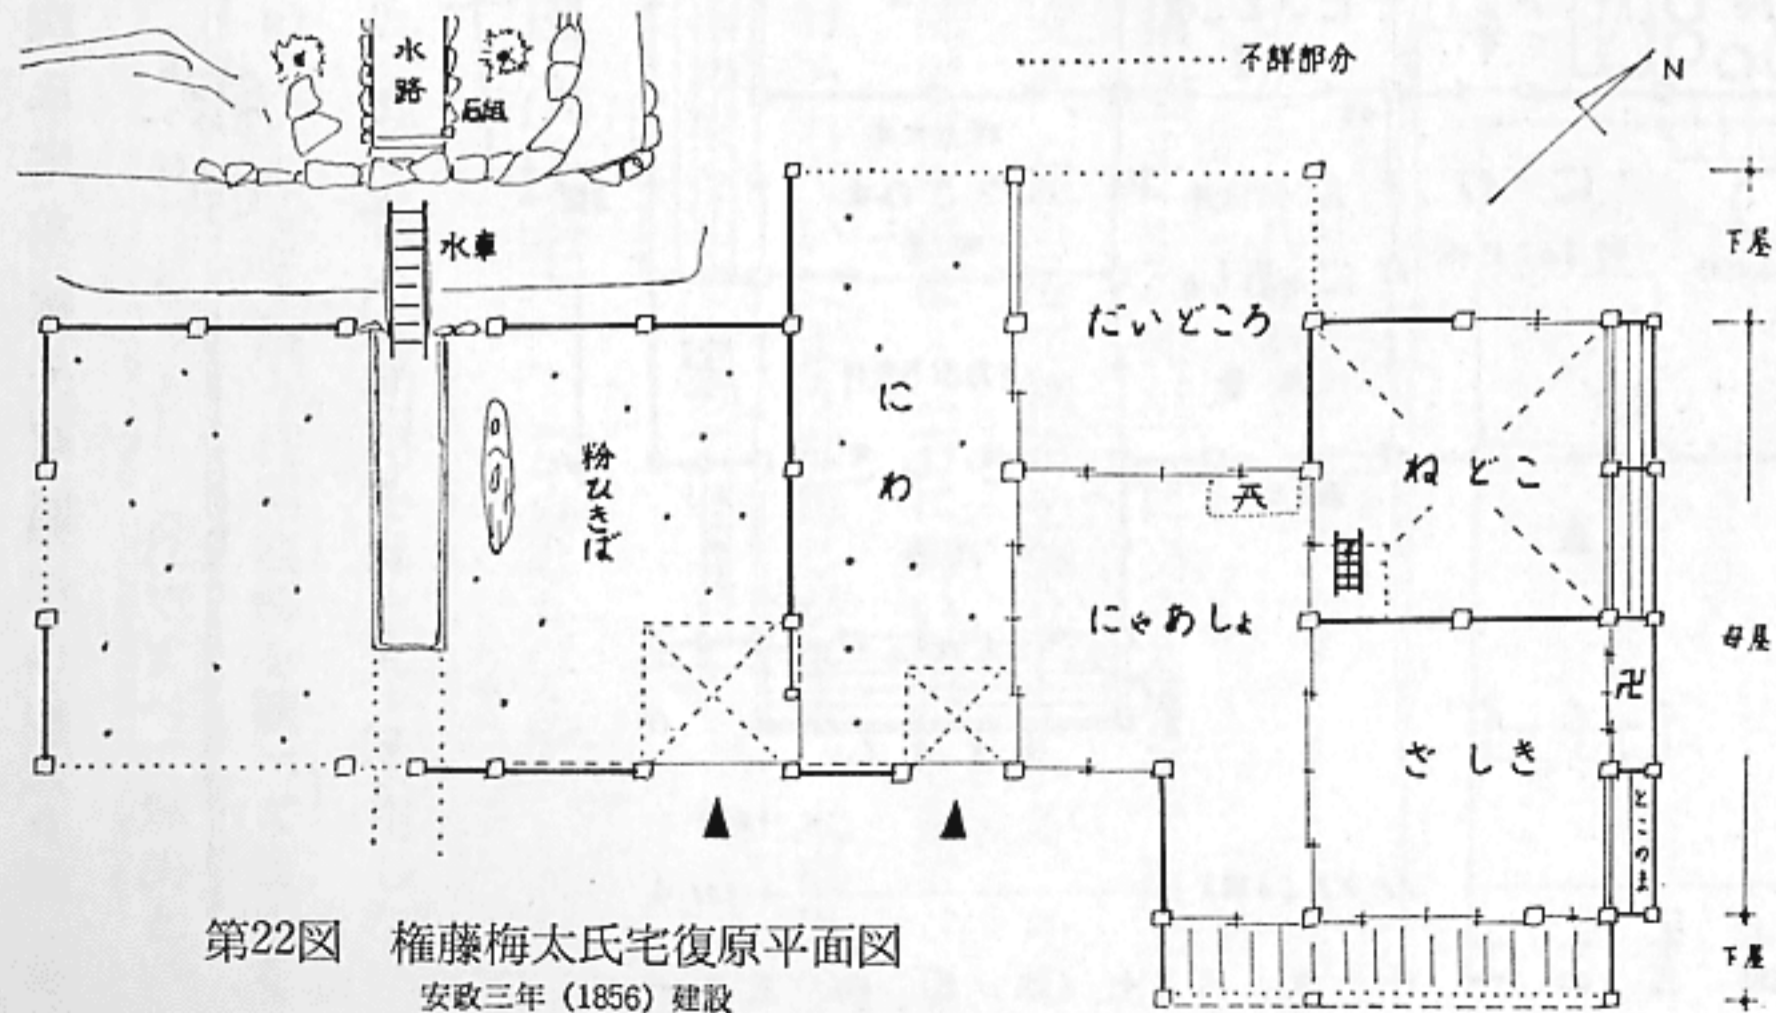 水路
石組
水車
不詳部分
N
下屋
だいどころ
にわ
粉ひきば
ねどこ
にゃあしょ
母屋
卍
ざしき
とこのま
下屋
第22図 権藤梅太氏宅復原平面図
安政三年（1856）建設